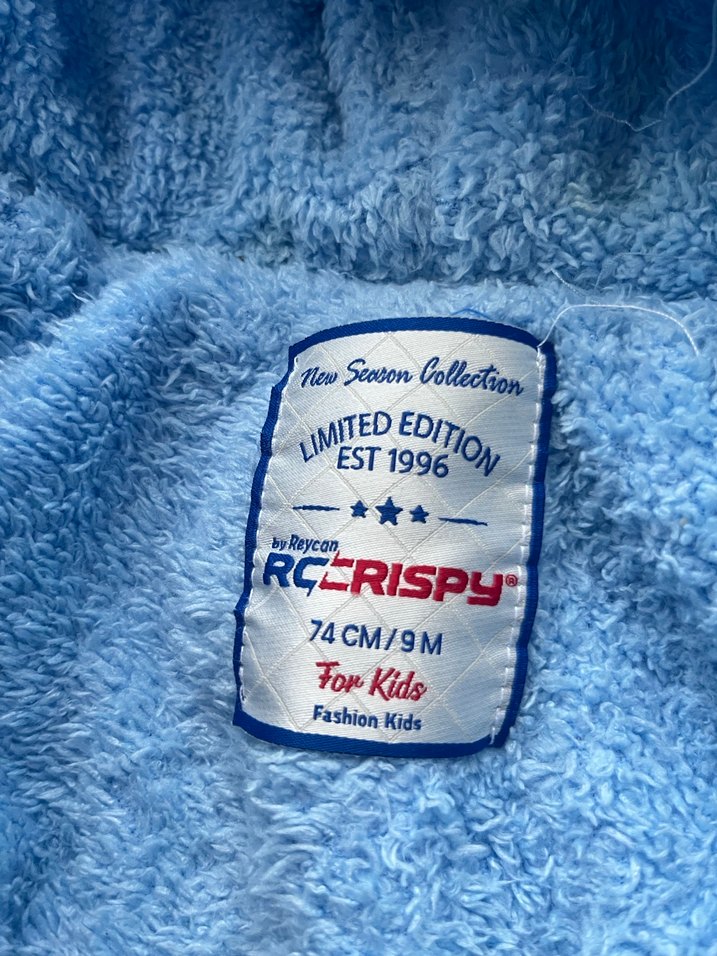 New Season Collection
LIMITED EDITION
EST 1996
by Reycan
RCCRISPY®
74 CM/9 M
For Kids
Fashion Kids